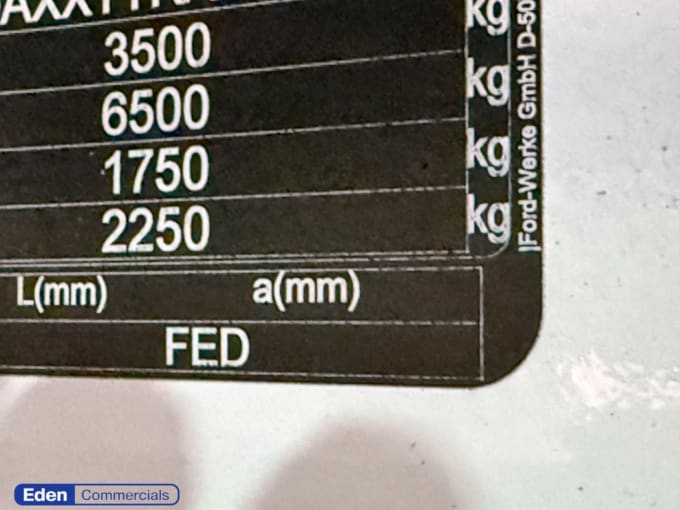 kg
3500
6500 kg
1750 kg
2250 kg
Ford-Werke GmbH D-50
L(mm) a(mm)
FED
Eden Commercials